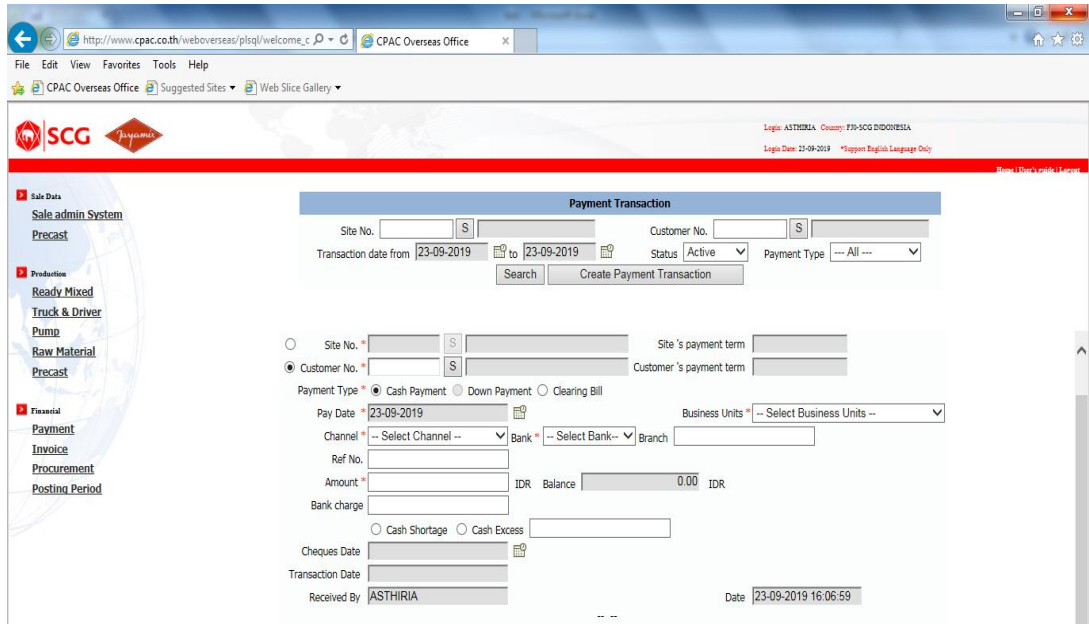 http://www.cpac.co.th/weboverseas/plsql/welcome_c
CPAC Overseas Office
File Edit View Favorites Tools Help
CPAC Overseas Office Suggested Sites Web Slice Gallery
SCG Jayamix
Login: ASTHIRIA Country: FJ0-SCG INDONESIA
Login Date: 23-09-2019 *Support English Language Only
Home | User's guide | Logout
Sale Data
Sale admin System
Precast
Production
Ready Mixed
Truck & Driver
Pump
Raw Material
Precast
Financial
Payment
Invoice
Procurement
Posting Period
Payment Transaction
Site No. S Customer No. S
Transaction date from 23-09-2019 to 23-09-2019 Status Active Payment Type --- All ---
Search Create Payment Transaction
Site No. * S Site 's payment term
Customer No. * S Customer 's payment term
Payment Type * Cash Payment Down Payment Clearing Bill
Pay Date * 23-09-2019 Business Units * -- Select Business Units --
Channel * -- Select Channel -- Bank * -- Select Bank-- Branch
Ref No.
Amount * IDR Balance 0.00 IDR
Bank charge
Cash Shortage Cash Excess
Cheques Date
Transaction Date
Received By ASTHIRIA Date 23-09-2019 16:06:59